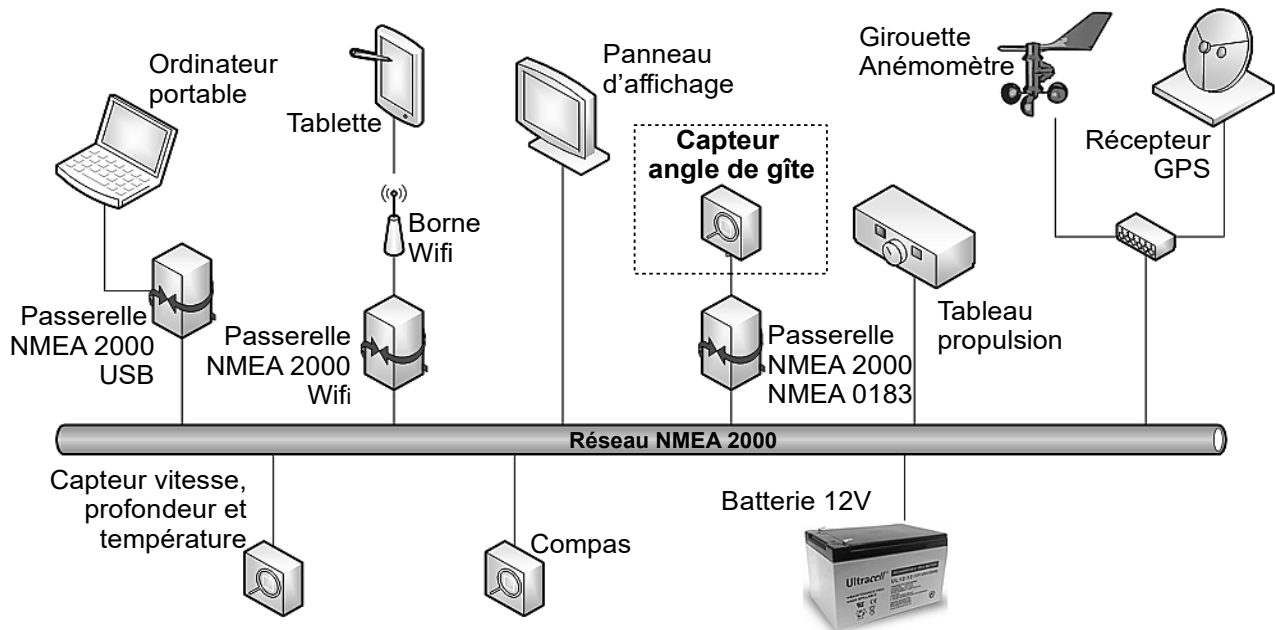 Ordinateur
portable
Tablette
Borne
Wifi
Panneau
d'affichage
Capteur
angle de gîte
Girouette
Anémomètre
Récepteur
GPS
Passerelle
NMEA 2000
USB
Passerelle
NMEA 2000
Wifi
Passerelle
NMEA 2000
NMEA 0183
Tableau
propulsion
Réseau NMEA 2000
Capteur vitesse,
profondeur et
température
Compas
Batterie 12V
Ultracell